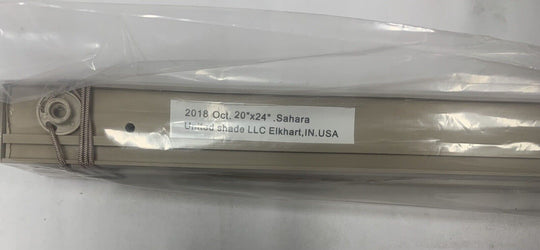 2018 Oct. 20"x24" .Sahara
United shade LLC Elkhart,IN.USA